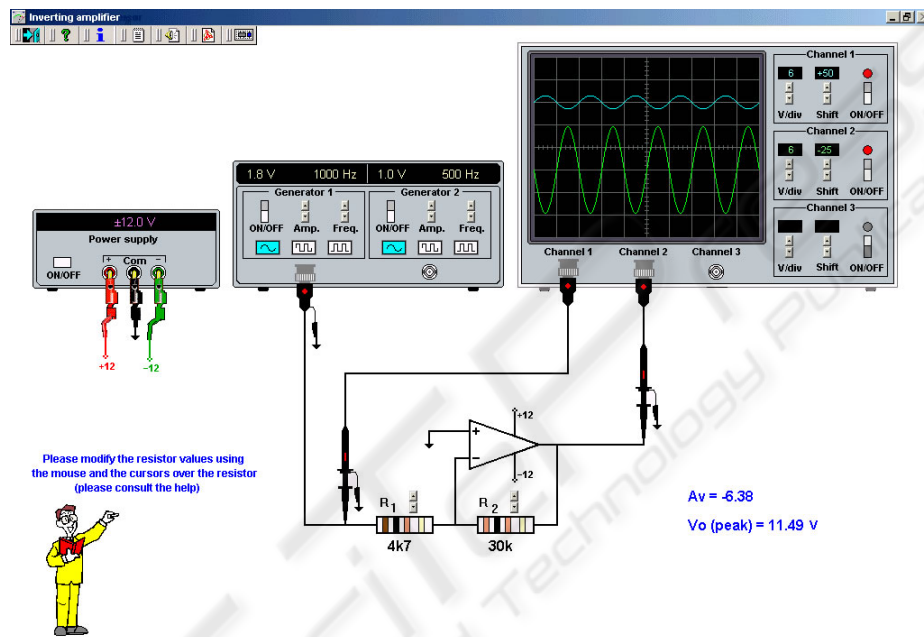 Inverting amplifier
Channel 1
6 +50
V/div Shift ON/OFF
Channel 2
6 -25
V/div Shift ON/OFF
Channel 3
V/div Shift ON/OFF
Channel 1 Channel 2 Channel 3
1.8 V 1000 Hz 1.0 V 500 Hz
Generator 1 Generator 2
ON/OFF Amp. Freq. ON/OFF Amp. Freq.
±12.0 V
Power supply
ON/OFF + Com −
+12 −12
+12
+
−
−12
R1 R2
4k7 30k
Please modify the resistor values using
the mouse and the cursors over the resistor
(please consult the help)
Av = -6.38
Vo (peak) = 11.49 V